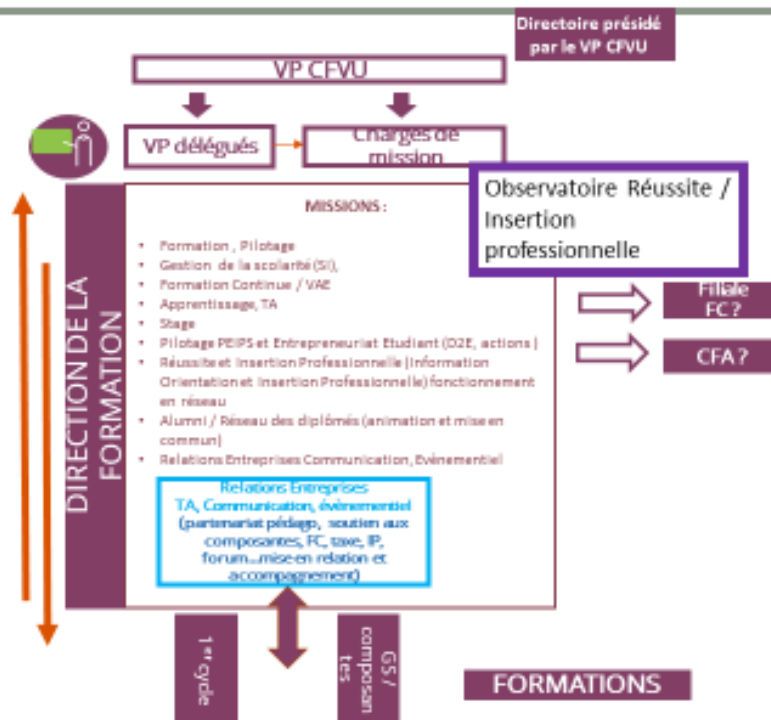 Directoire présidé
par le VP CFVU
VP CFVU
VP délégués
Chargés de
mission
Observatoire Réussite /
Insertion
professionnelle
MISSIONS :
• Formation , Pilotage
• Gestion de la scolarité (SI),
• Formation Continue / VAE
• Apprentissage, TA
• Stage
• Pilotage PEIPS et Entrepreneuriat Etudiant (D2E, actions )
• Réussite et Insertion Professionnelle (Information
Orientation et Insertion Professionnelle) fonctionnement
en réseau
• Alumni / Réseau des diplômés (animation et mise en
commun)
• Relations Entreprises Communication, Evènementiel
DIRECTION DE LA
FORMATION
Filiale
FC ?
CFA ?
Relations Entreprises
TA, Communication, évènementiel
(partenariat pédago, soutien aux
composantes, FC, taxe, IP,
forum...mise en relation et
accompagnement)
1er cycle
GS /
composan
tes
FORMATIONS